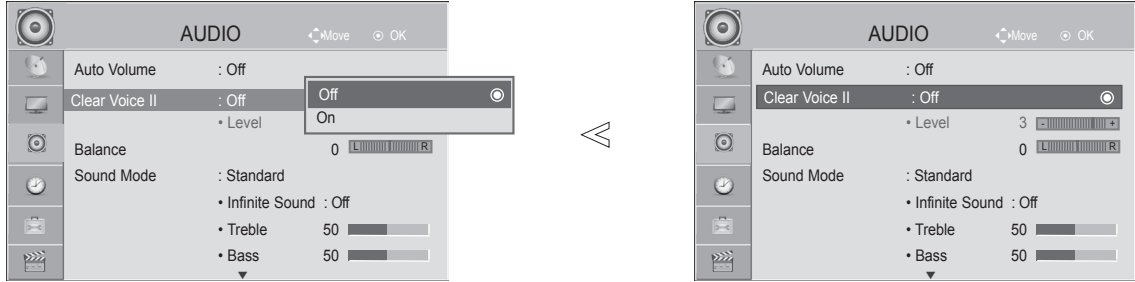 AUDIO Move OK
Auto Volume : Off
Clear Voice II : Off
Off
On
• Level
Balance 0 L R
Sound Mode : Standard
• Infinite Sound : Off
• Treble 50
• Bass 50
AUDIO Move OK
Auto Volume : Off
Clear Voice II : Off
• Level 3 - +
Balance 0 L R
Sound Mode : Standard
• Infinite Sound : Off
• Treble 50
• Bass 50